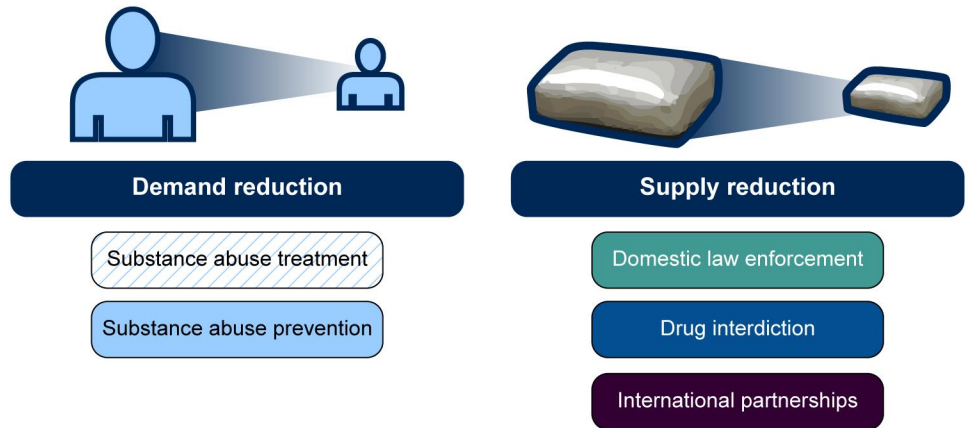 Demand reduction
Substance abuse treatment
Substance abuse prevention
Supply reduction
Domestic law enforcement
Drug interdiction
International partnerships